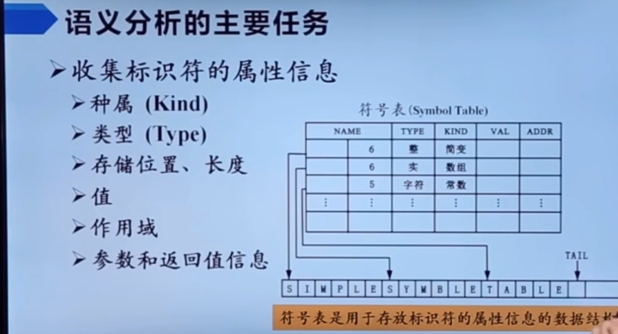 语义分析的主要任务
➢收集标识符的属性信息
➢种属 (Kind)
➢类型 (Type)
➢存储位置、长度
➢值
➢作用域
➢参数和返回值信息
符号表(Symbol Table)
NAME TYPE KIND VAL ADDR
6 整 简变
6 实 数组
5 字符 常数
⋮ ⋮ ⋮ ⋮ ⋮ ⋮
TAIL
S I M P L E S Y M B L E T A B L E
符号表是用于存放标识符的属性信息的数据结构